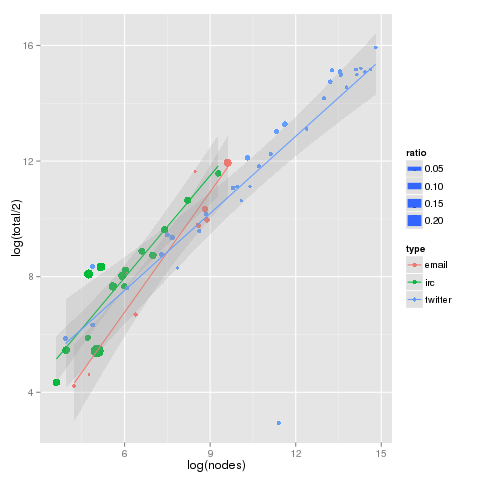 16
12
8
4
log(total/2)
6
9
12
15
log(nodes)
ratio
0.05
0.10
0.15
0.20
type
email
irc
twitter